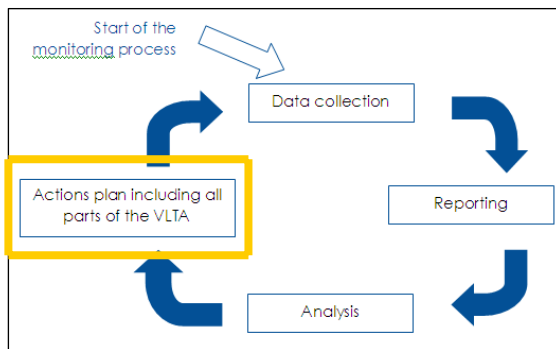 Start of the
monitoring process
Data collection
Actions plan including all
parts of the VLTA
Reporting
Analysis